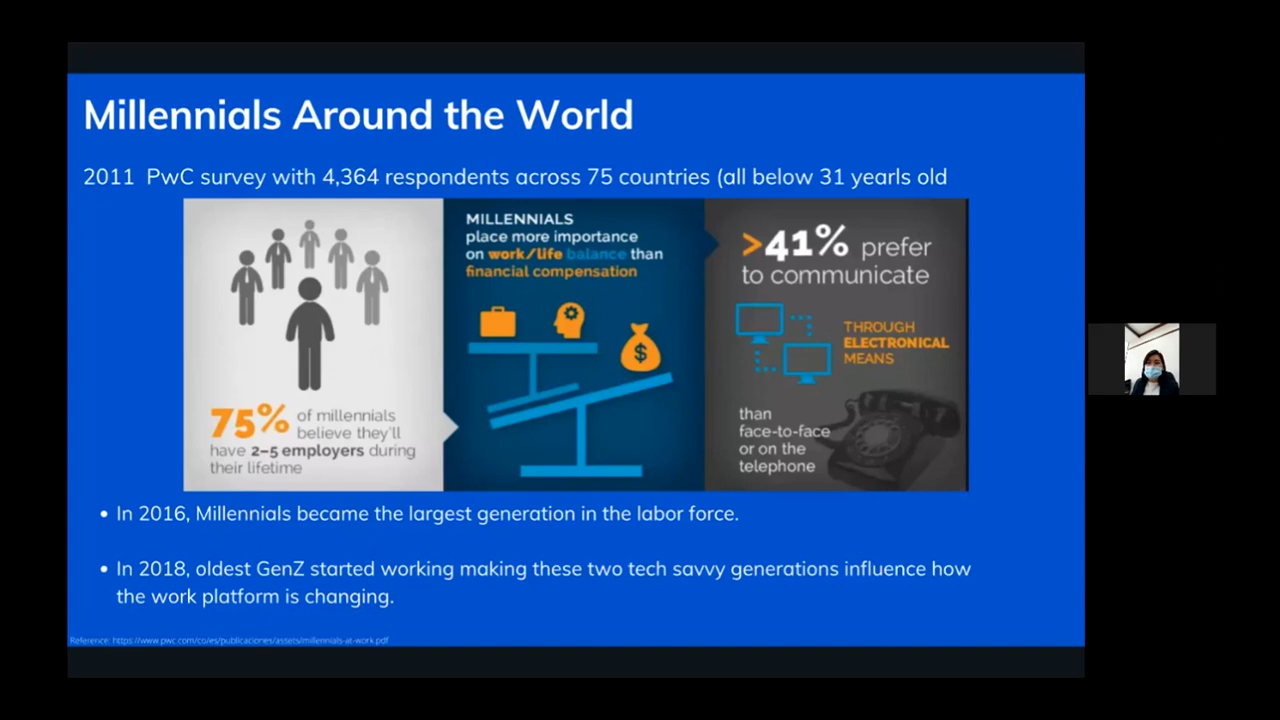 Millennials Around the World
2011 PwC survey with 4,364 respondents across 75 countries (all below 31 yearls old
75% of millennials
believe they'll
have 2–5 employers during
their lifetime
MILLENNIALS
place more importance
on work/life balance than
financial compensation
$
>41% prefer
to communicate
THROUGH
ELECTRONICAL
MEANS
than
face-to-face
or on the
telephone
• In 2016, Millennials became the largest generation in the labor force.
• In 2018, oldest GenZ started working making these two tech savvy generations influence how
the work platform is changing.
Reference: https://www.pwc.com/co/es/publicaciones/assets/millennials-at-work.pdf